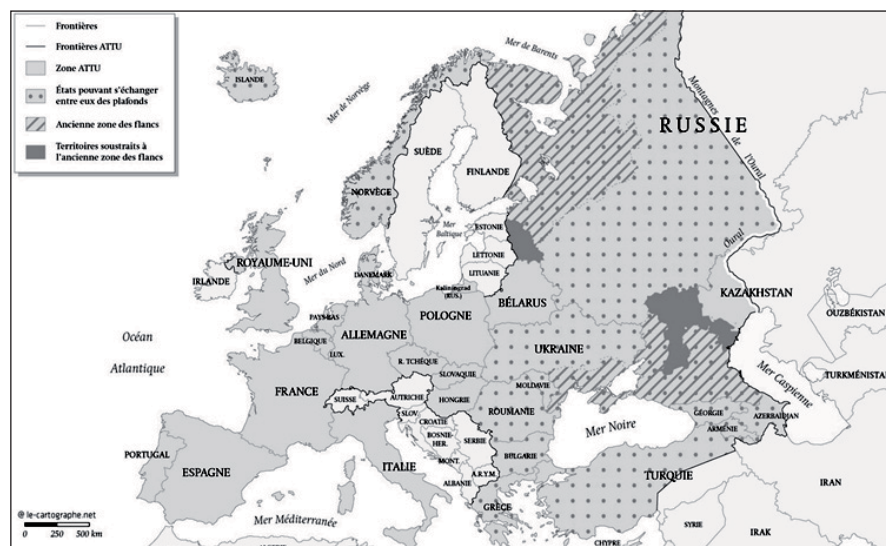 Frontières
Frontières ATTU
Zone ATTU
États pouvant s'échanger
entre eux des plafonds
Ancienne zone des flancs
Territoires soustraits à
l'ancienne zone des flancs
Mer de Barents
ISLANDE
Mer de Norvège
Montagnes
de
l'Oural
RUSSIE
SUÈDE
FINLANDE
NORVÈGE
ESTONIE
Mer
Baltique
LETTONIE
LITUANIE
Oural
ROYAUME-UNI
IRLANDE
Mer du Nord
DANEMARK
Kaliningrad
(RUS.)
BÉLARUS
KAZAKHSTAN
OUZBÉKISTAN
PAYS-BAS
POLOGNE
ALLEMAGNE
BELGIQUE
LUX.
Océan
Atlantique
R. TCHÈQUE
UKRAINE
SLOVAQUIE
TURKMÉNISTAN
Mer Caspienne
FRANCE
SUISSE
AUTRICHE
HONGRIE
MOLDAVIE
SLOV.
CROATIE
ROUMANIE
BOSNIE-
HER.
SERBIE
Mer Noire
GÉORGIE
AZERBAÏDJAN
ARMÉNIE
PORTUGAL
ESPAGNE
ITALIE
MONT.
BULGARIE
A.R.Y.M.
ALBANIE
TURQUIE
GRÈCE
IRAN
@ le-cartographe.net
0 250 500 km
Mer Méditerranée
SYRIE
IRAK
CHYPRE